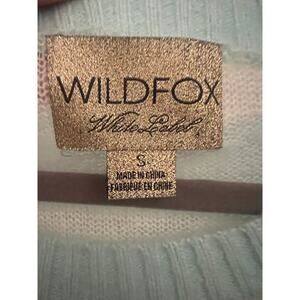 WILDFOX
White Label
S
MADE IN CHINA
FABRIQUÉ EN CHINE